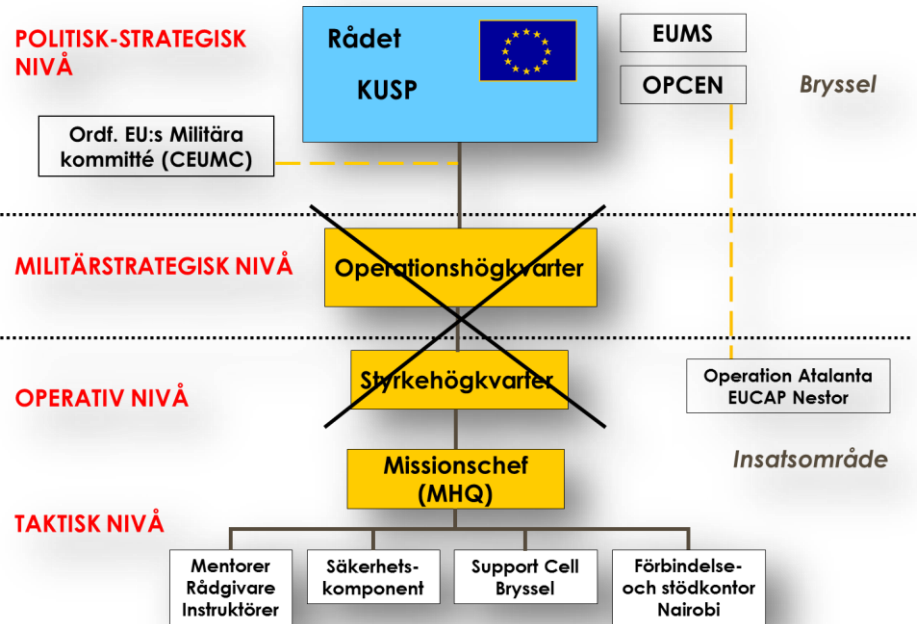 POLITISK-STRATEGISK
NIVÅ
Rådet
KUSP
EUMS
OPCEN
Bryssel
Ordf. EU:s Militära
kommitté (CEUMC)
MILITÄRSTRATEGISK NIVÅ
Operationshögkvarter
OPERATIV NIVÅ
Styrkehögkvarter
Operation Atalanta
EUCAP Nestor
Insatsområde
Missionschef
(MHQ)
TAKTISK NIVÅ
Mentorer
Rådgivare
Instruktörer
Säkerhets-
komponent
Support Cell
Bryssel
Förbindelse-
och stödkontor
Nairobi